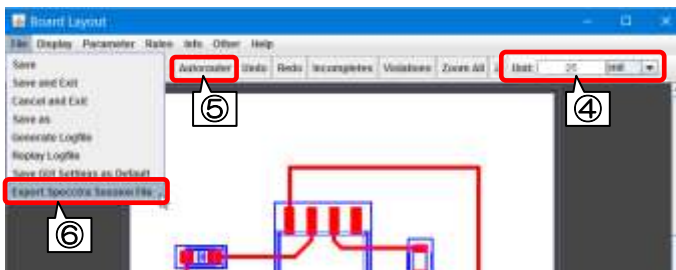 Board Layout
File Display Parameter Rules Info Other Help
Autorouter Undo Redo Incompletes Violations Zoom All Unit: 25 mil
④
⑤
Save
Save and Exit
Cancel and Exit
Save as
Generate Logfile
Replay Logfile
Save GUI Settings as Default
Export Specctra Session File
⑥